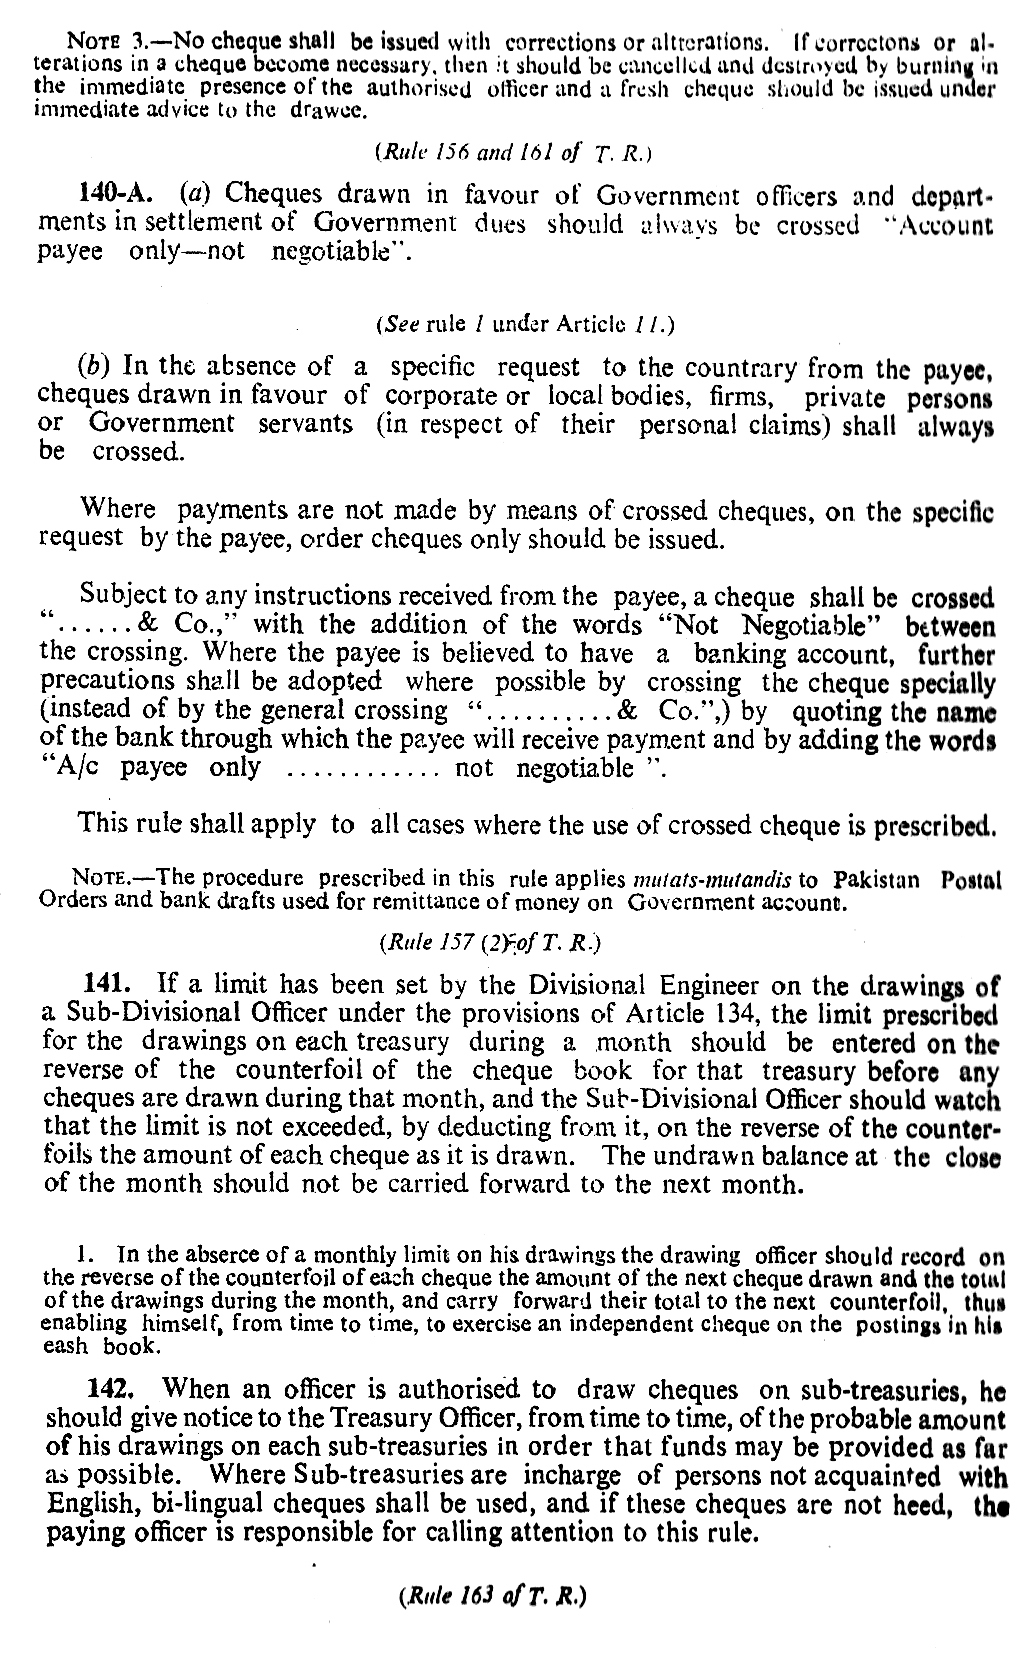 NOTE 3.—No cheque shall be issued with corrections or altterations. If correctons or al-
terations in a cheque become necessary, then it should be cancelled and destroyed by burning in
the immediate presence of the authorised officer and a fresh cheque should be issued under
immediate advice to the drawee.
(Rule 156 and 161 of T. R.)
140-A. (a) Cheques drawn in favour of Government officers and depart-
ments in settlement of Government dues should always be crossed "Account
payee only—not negotiable".
(See rule 1 under Article 11.)
(b) In the absence of a specific request to the countrary from the payee,
cheques drawn in favour of corporate or local bodies, firms, private persons
or Government servants (in respect of their personal claims) shall always
be crossed.
Where payments are not made by means of crossed cheques, on the specific
request by the payee, order cheques only should be issued.
Subject to any instructions received from the payee, a cheque shall be crossed
"......& Co.," with the addition of the words "Not Negotiable" between
the crossing. Where the payee is believed to have a banking account, further
precautions shall be adopted where possible by crossing the cheque specially
(instead of by the general crossing "..........& Co.",) by quoting the name
of the bank through which the payee will receive payment and by adding the words
"A/c payee only ............ not negotiable ".
This rule shall apply to all cases where the use of crossed cheque is prescribed.
NOTE.—The procedure prescribed in this rule applies mutats-mutandis to Pakistan Postal
Orders and bank drafts used for remittance of money on Government account.
(Rule 157 (2) of T. R.)
141. If a limit has been set by the Divisional Engineer on the drawings of
a Sub-Divisional Officer under the provisions of Article 134, the limit prescribed
for the drawings on each treasury during a month should be entered on the
reverse of the counterfoil of the cheque book for that treasury before any
cheques are drawn during that month, and the Sub-Divisional Officer should watch
that the limit is not exceeded, by deducting from it, on the reverse of the counter-
foils the amount of each cheque as it is drawn. The undrawn balance at the close
of the month should not be carried forward to the next month.
1. In the abserce of a monthly limit on his drawings the drawing officer should record on
the reverse of the counterfoil of each cheque the amount of the next cheque drawn and the total
of the drawings during the month, and carry forward their total to the next counterfoil, thus
enabling himself, from time to time, to exercise an independent cheque on the postings in his
eash book.
142. When an officer is authorised to draw cheques on sub-treasuries, he
should give notice to the Treasury Officer, from time to time, of the probable amount
of his drawings on each sub-treasuries in order that funds may be provided as far
as possible. Where Sub-treasuries are incharge of persons not acquainted with
English, bi-lingual cheques shall be used, and if these cheques are not heed, the
paying officer is responsible for calling attention to this rule.
(Rule 163 of T. R.)